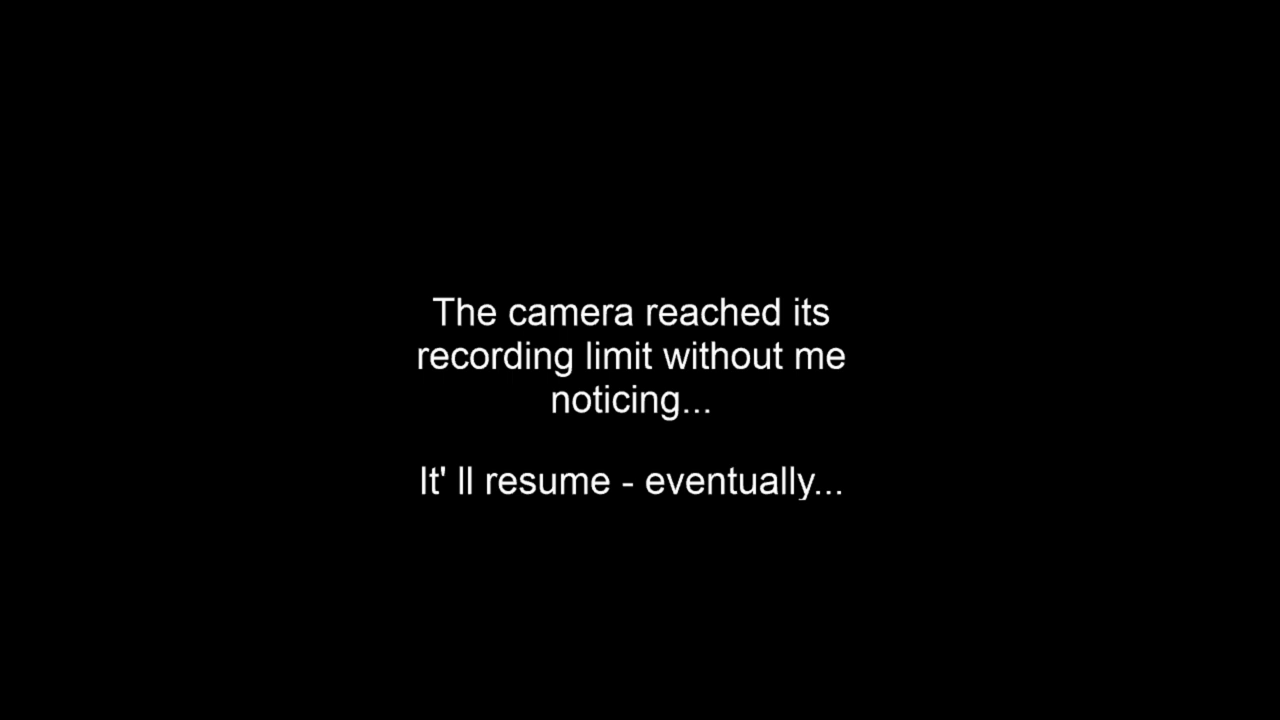 The camera reached its
recording limit without me
noticing...
It' ll resume - eventually...